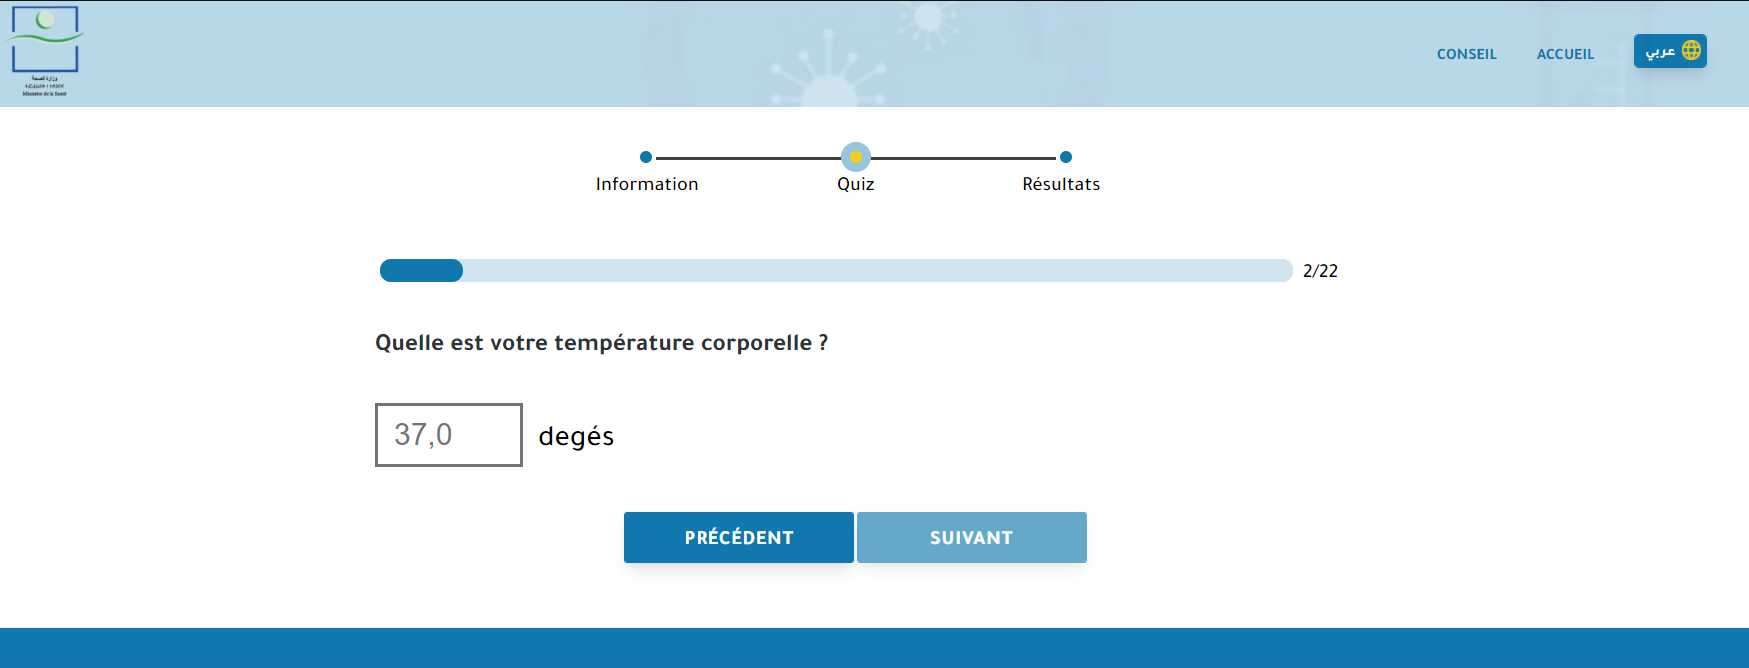 وزارة الصحة
Ministère de la Santé
CONSEIL
ACCUEIL
عربي
Information
Quiz
Résultats
2/22
Quelle est votre température corporelle ?
37,0
degés
PRÉCÉDENT
SUIVANT